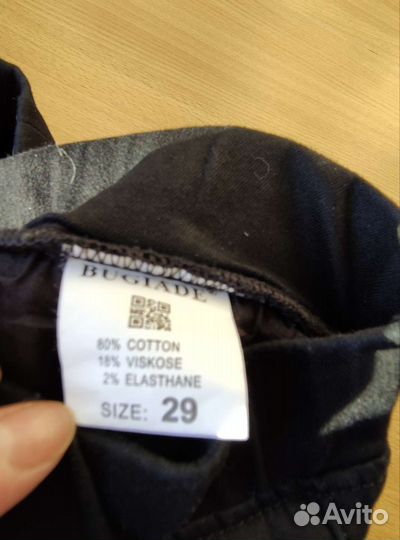 BUGIADE
80% COTTON
18% VISKOSE
2% ELASTHANE
SIZE: 29
Avito